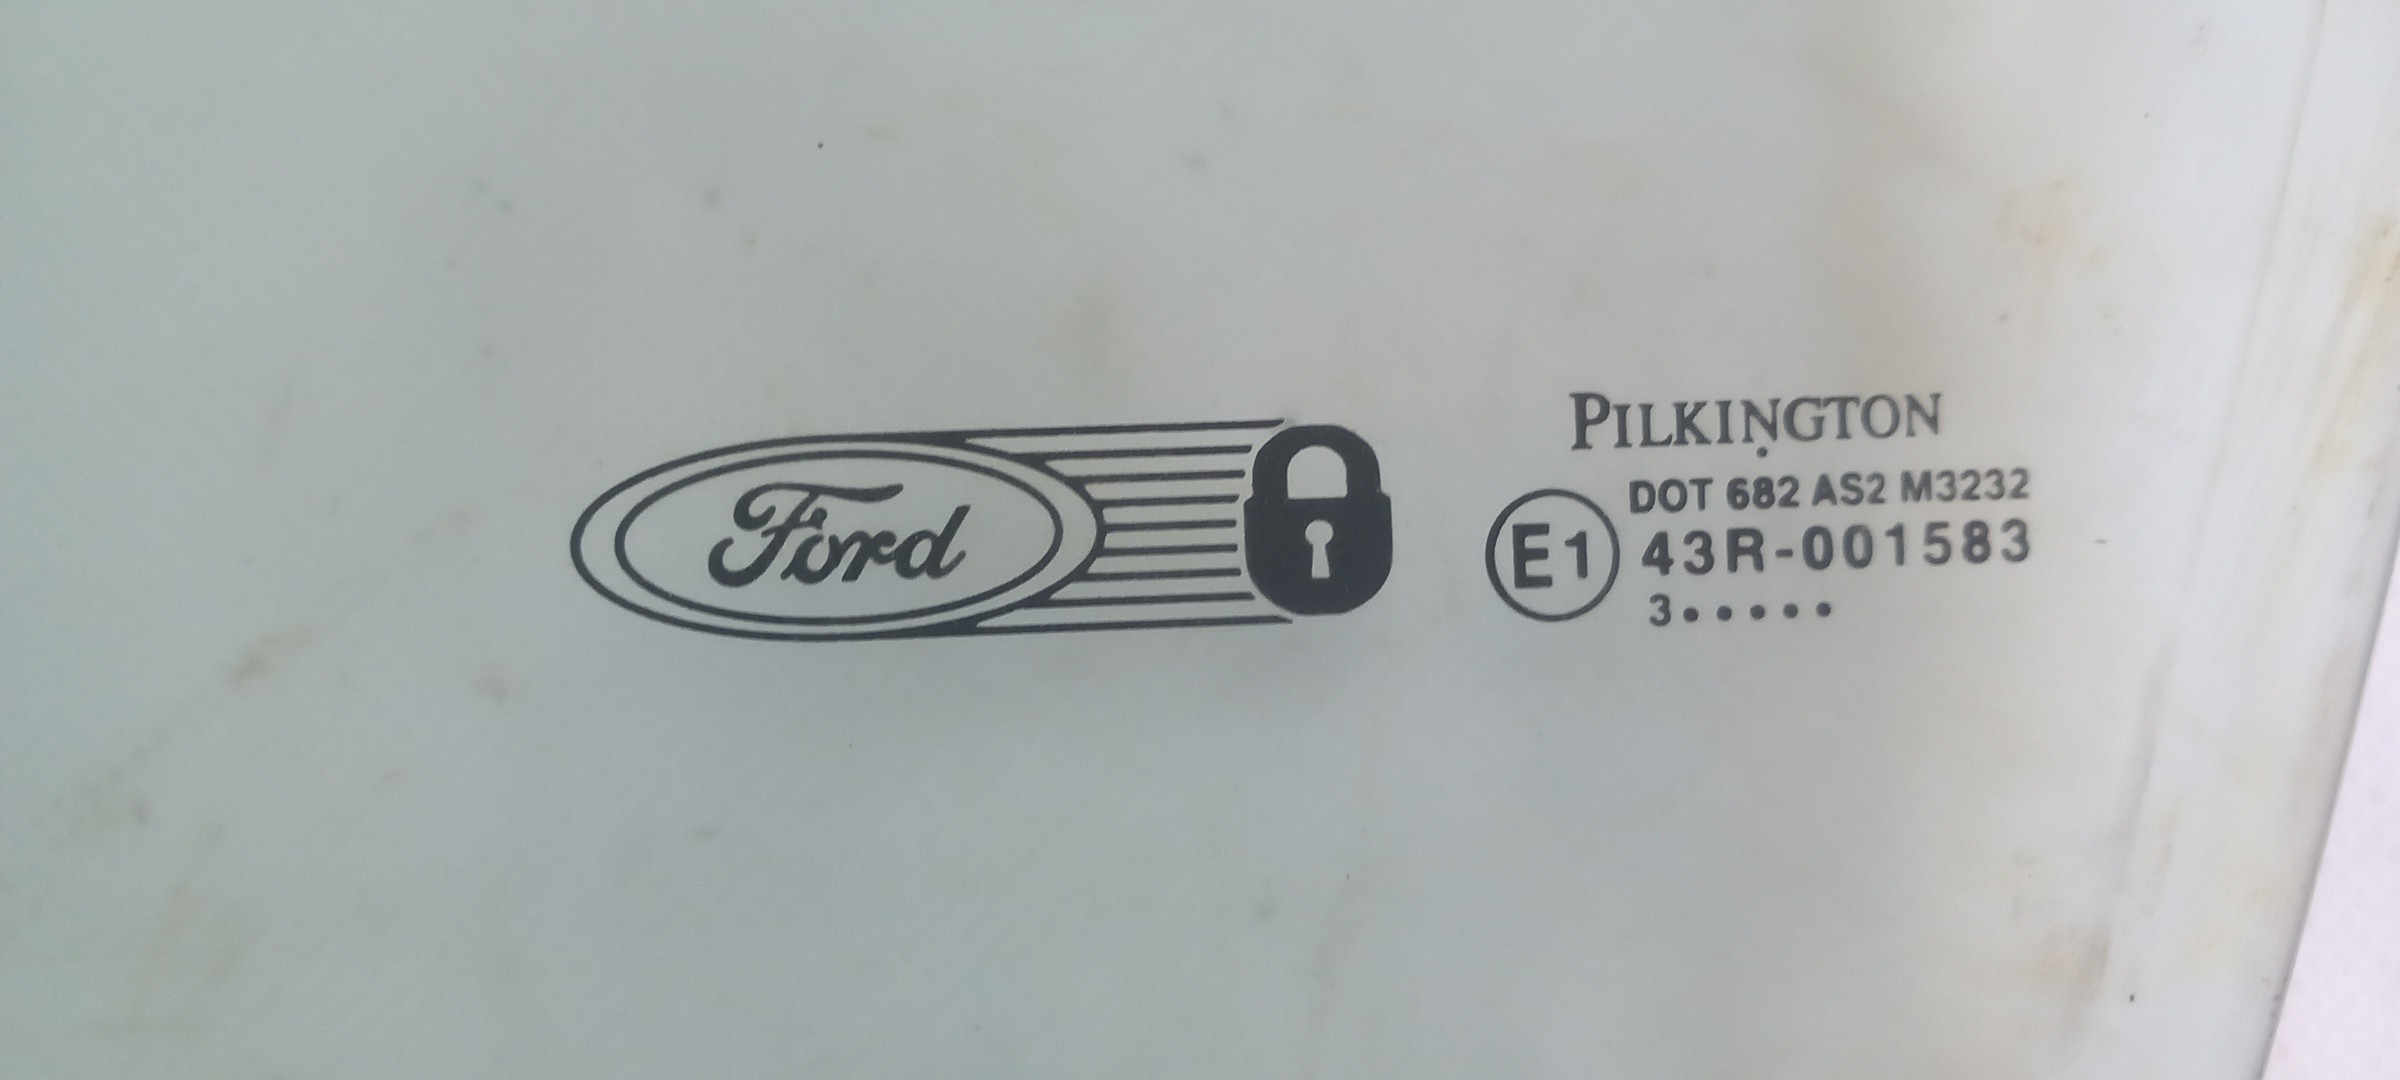 Ford
PILKINGTON
DOT 682 AS2 M3232
E1 43R-001583
3•••••